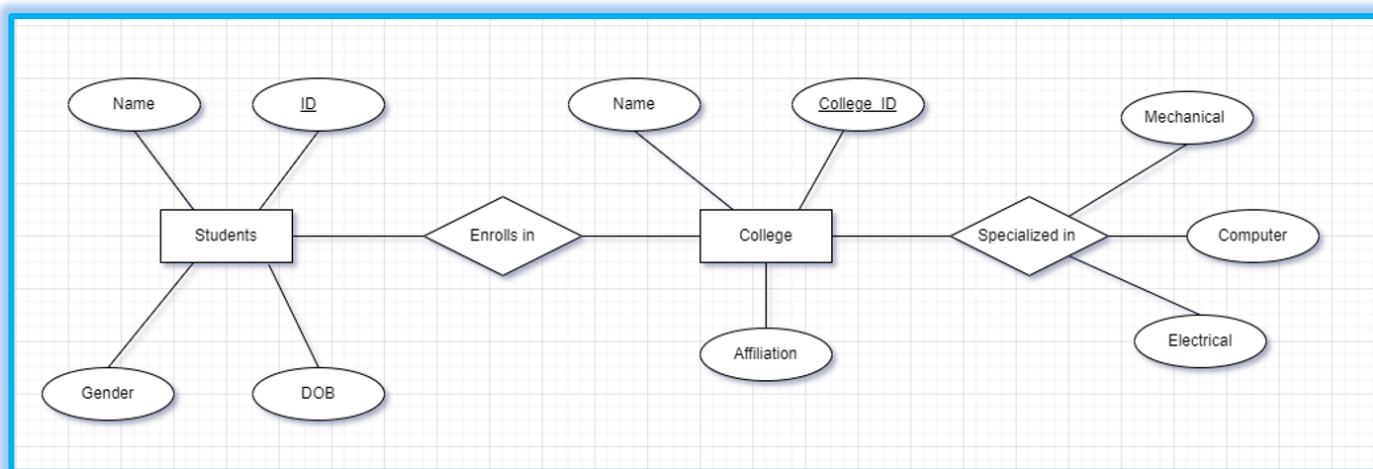 Name
ID
Name
College_ID
Mechanical
Students
Enrolls in
College
Specialized in
Computer
Affiliation
Electrical
Gender
DOB